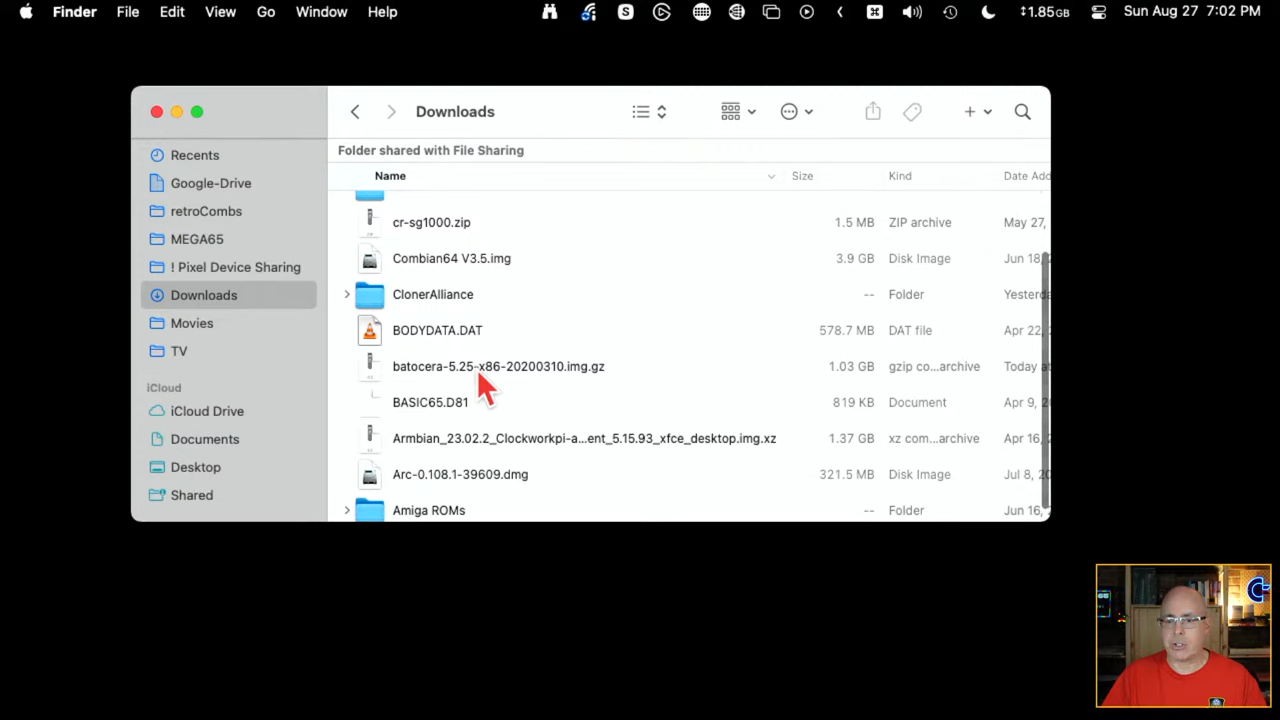 Finder File Edit View Go Window Help 1.85GB Sun Aug 27 7:02 PM
Downloads
Folder shared with File Sharing
Name Size Kind Date Add
Recents
Google-Drive
retroCombs
MEGA65
! Pixel Device Sharing
Downloads
Movies
TV
iCloud
iCloud Drive
Documents
Desktop
Shared
cr-sg1000.zip 1.5 MB ZIP archive May 27,
Combian64 V3.5.img 3.9 GB Disk Image Jun 18,
ClonerAlliance -- Folder Yesterda
BODYDATA.DAT 578.7 MB DAT file Apr 22,
batocera-5.25-x86-20200310.img.gz 1.03 GB gzip co...archive Today at
BASIC65.D81 819 KB Document Apr 9, 2
Armbian_23.02.2_Clockworkpi-a...ent_5.15.93_xfce_desktop.img.xz 1.37 GB xz com...archive Apr 16,
Arc-0.108.1-39609.dmg 321.5 MB Disk Image Jul 8, 2
Amiga ROMs -- Folder Jun 16,